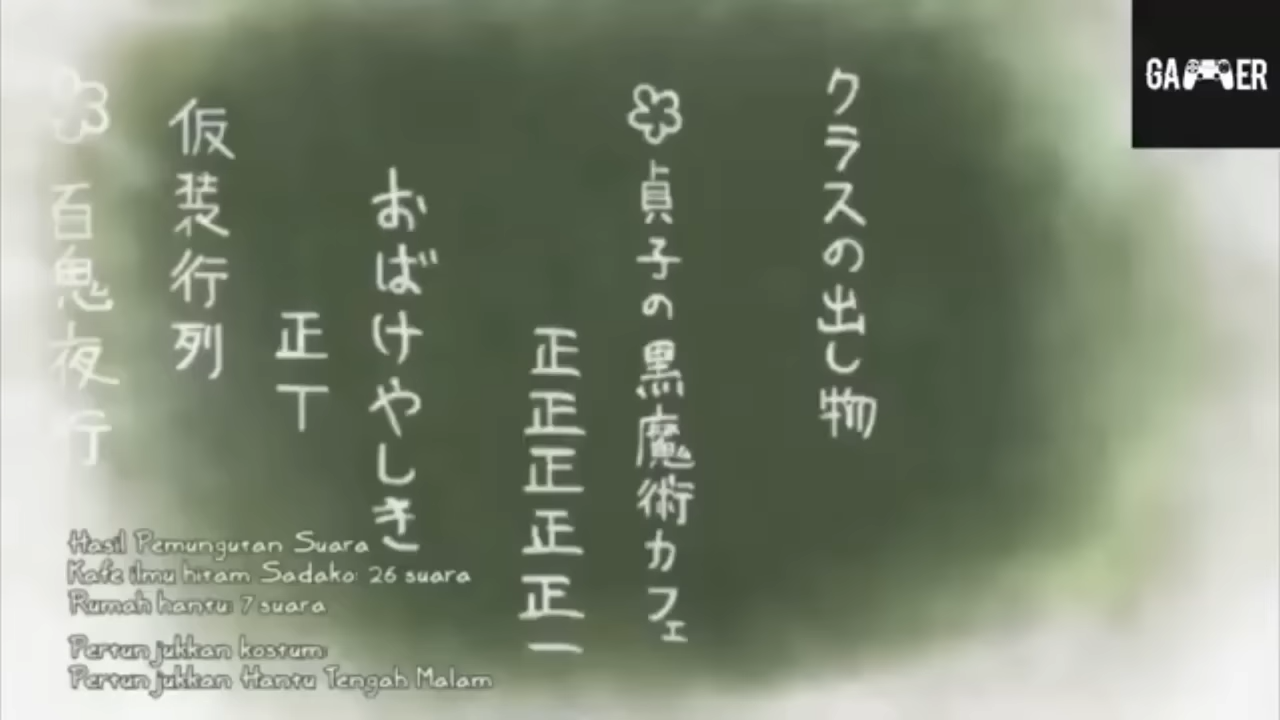 クラスの出し物
貞子の黒魔術カフェ
正正正正正一
おばけやしき
正丅
仮装行列
百鬼夜行
Hasil Pemungutan Suara
Kafe ilmu hitam Sadako: 26 suara
Rumah hantu: 7 suara
Pertunjukkan kostum:
Pertunjukkan Hantu Tengah Malam
GAMER